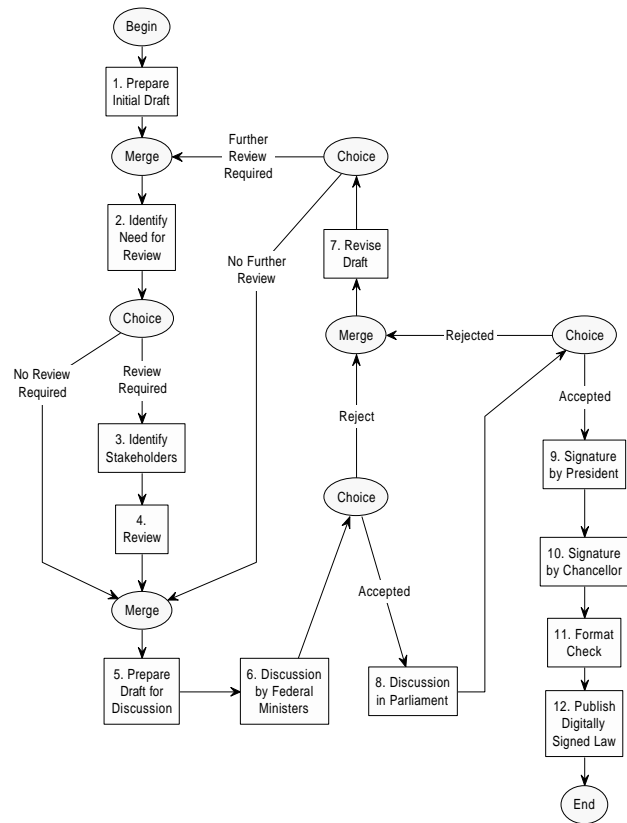 Begin
1. Prepare
Initial Draft
Merge
Further
Review
Required
Choice
2. Identify
Need for
Review
7. Revise
Draft
No Further
Review
Choice
Merge
Rejected
Choice
No Review
Required
Review
Required
Accepted
Reject
3. Identify
Stakeholders
9. Signature
by President
4.
Review
Choice
10. Signature
by Chancellor
Accepted
Merge
11. Format
Check
5. Prepare
Draft for
Discussion
6. Discussion
by Federal
Ministers
8. Discussion
in Parliament
12. Publish
Digitally
Signed Law
End